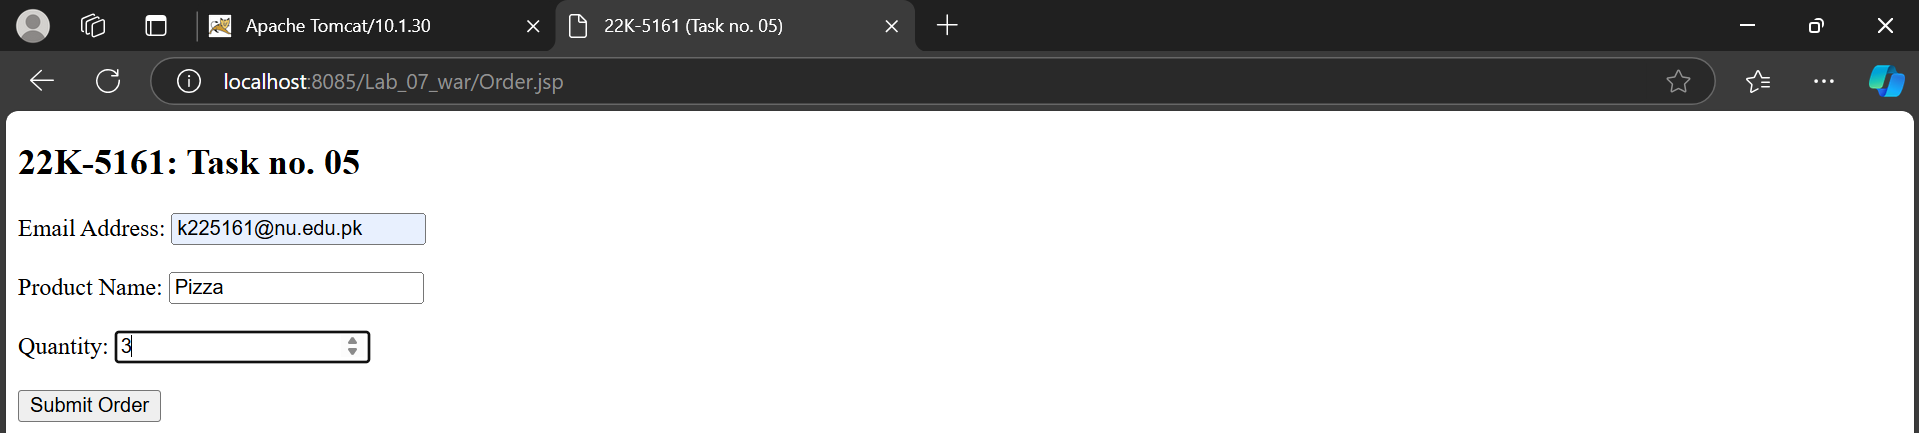 Apache Tomcat/10.1.30
22K-5161 (Task no. 05)
localhost:8085/Lab_07_war/Order.jsp
22K-5161: Task no. 05
Email Address: k225161@nu.edu.pk
Product Name: Pizza
Quantity: 3
Submit Order